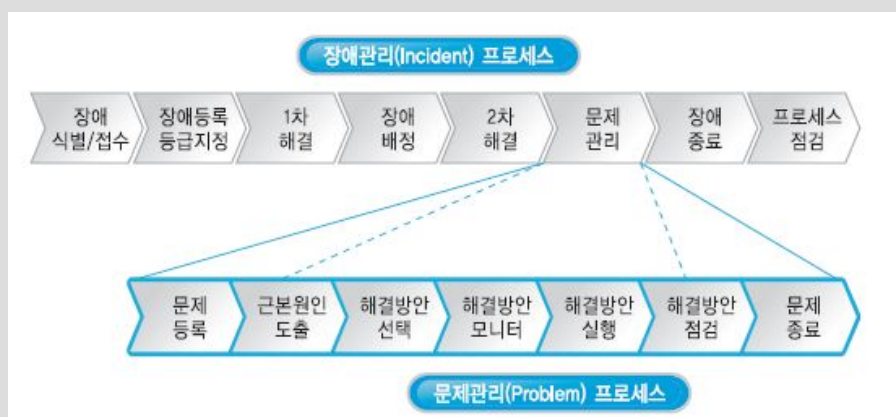 장애관리(Incident) 프로세스
장애
식별/접수
장애등록
등급지정
1차
해결
장애
배정
2차
해결
문제
관리
장애
종료
프로세스
점검
문제
등록
근본원인
도출
해결방안
선택
해결방안
모니터
해결방안
실행
해결방안
점검
문제
종료
문제관리(Problem) 프로세스